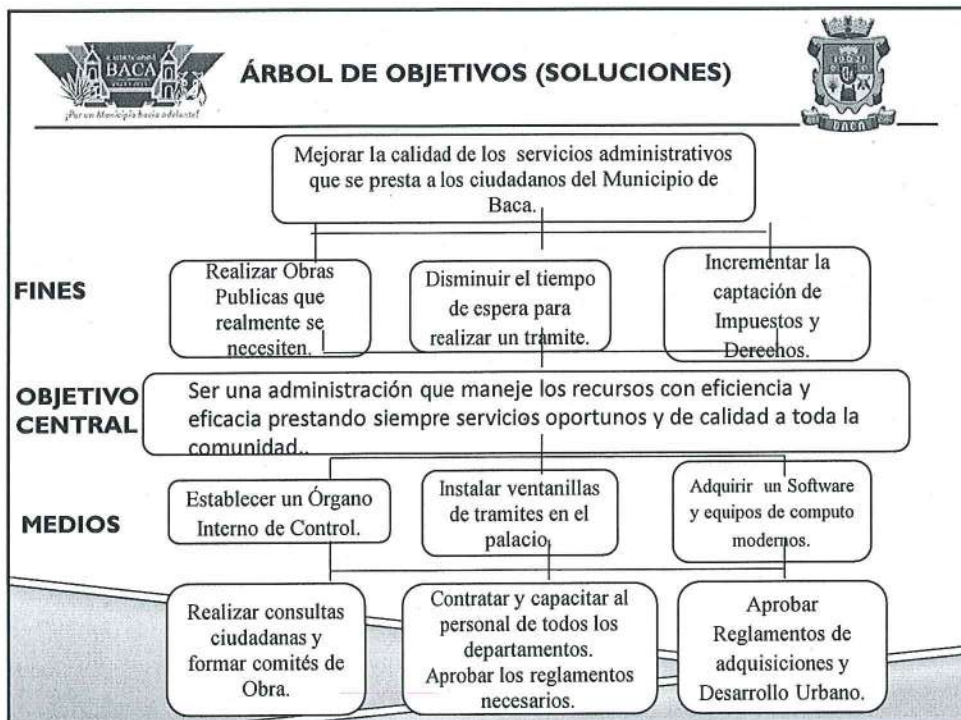 BACA
¡Por un Municipio hacia adelante!
ÁRBOL DE OBJETIVOS (SOLUCIONES)
BACA
Mejorar la calidad de los servicios administrativos
que se presta a los ciudadanos del Municipio de
Baca.
FINES
Realizar Obras
Publicas que
realmente se
necesiten.
Disminuir el tiempo
de espera para
realizar un tramite.
Incrementar la
captación de
Impuestos y
Derechos.
OBJETIVO
CENTRAL
Ser una administración que maneje los recursos con eficiencia y
eficacia prestando siempre servicios oportunos y de calidad a toda la
comunidad..
MEDIOS
Establecer un Órgano
Interno de Control.
Instalar ventanillas
de tramites en el
palacio
Adquirir un Software
y equipos de computo
modernos.
Realizar consultas
ciudadanas y
formar comités de
Obra.
Contratar y capacitar al
personal de todos los
departamentos.
Aprobar los reglamentos
necesarios.
Aprobar
Reglamentos de
adquisiciones y
Desarrollo Urbano.